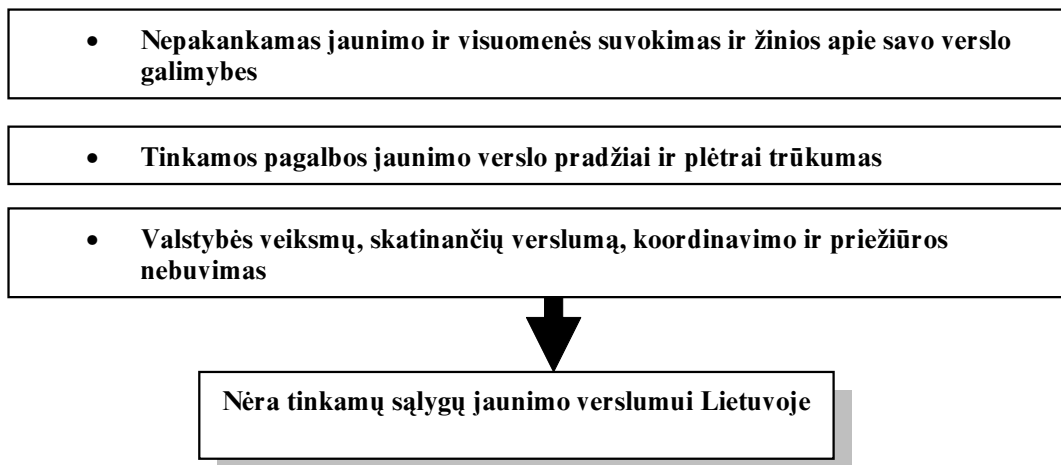 • Nepakankamas jaunimo ir visuomenės suvokimas ir žinios apie savo verslo
galimybes
• Tinkamos pagalbos jaunimo verslo pradžiai ir plėtrai trūkumas
• Valstybės veiksmų, skatinančių verslumą, koordinavimo ir priežiūros
nebuvimas
Nėra tinkamų sąlygų jaunimo verslumui Lietuvoje